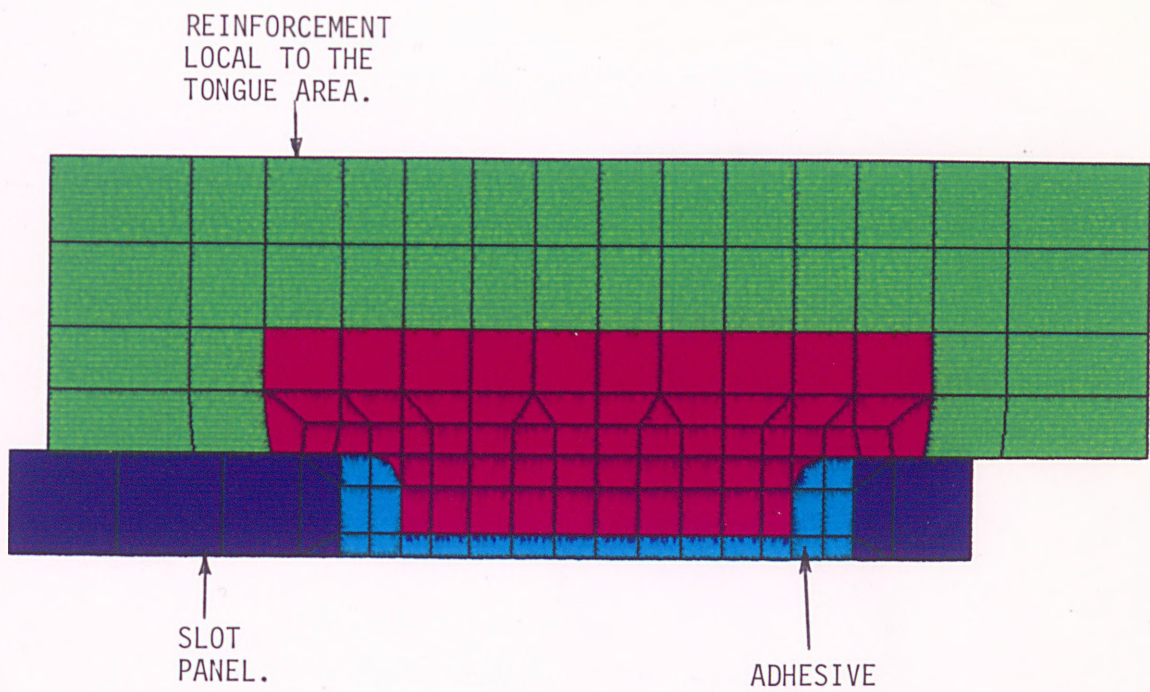 REINFORCEMENT
LOCAL TO THE
TONGUE AREA.
SLOT
PANEL.
ADHESIVE